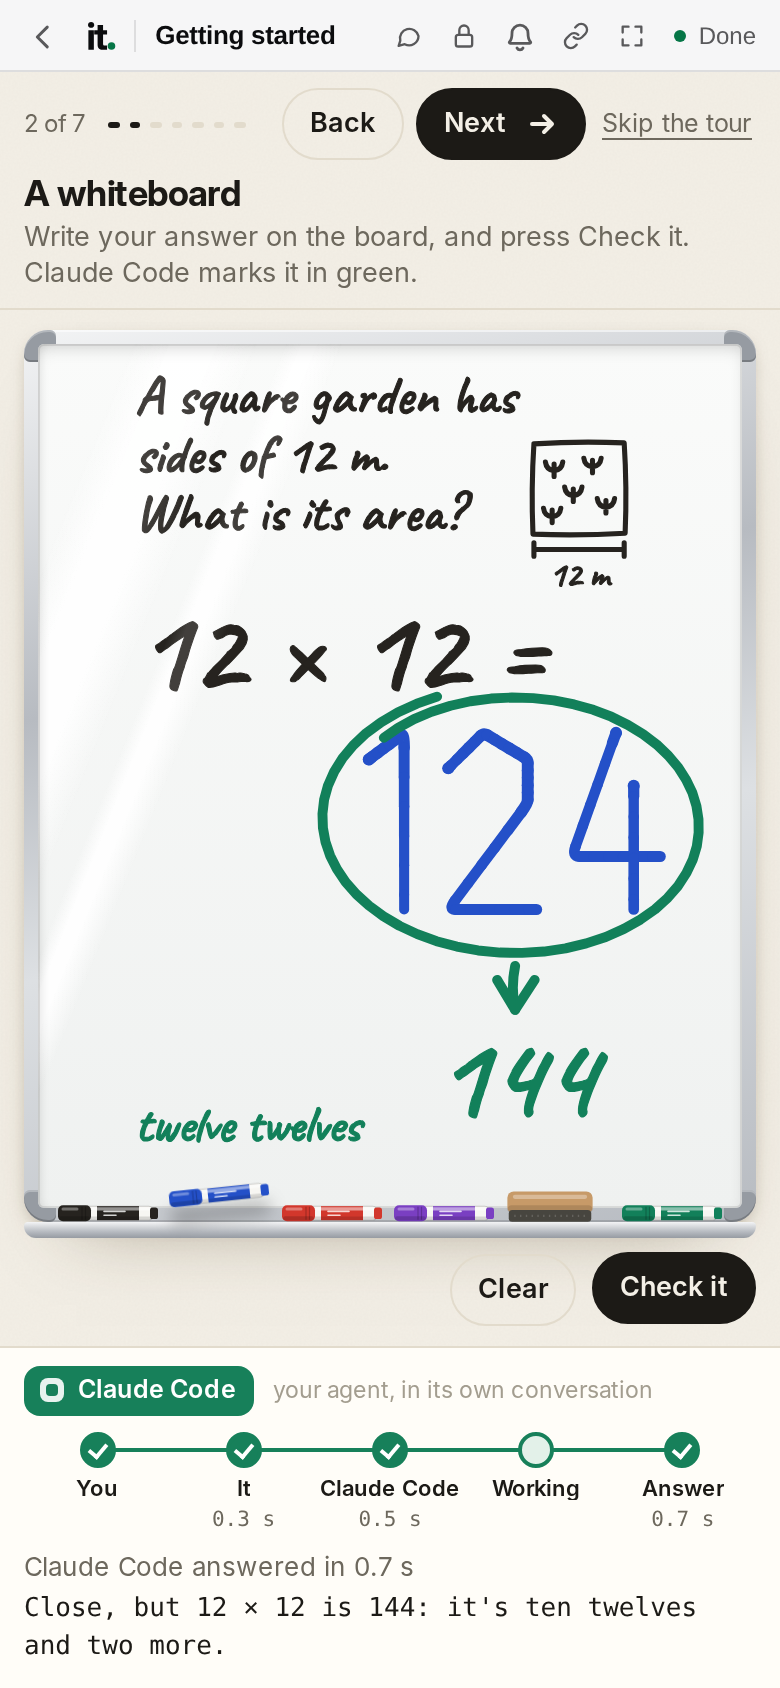 it. Getting started Done
2 of 7 Back Next Skip the tour
A whiteboard
Write your answer on the board, and press Check it.
Claude Code marks it in green.
A square garden has
sides of 12 m.
What is its area?
12 m
12 × 12 =
124
144
twelve twelves
Clear Check it
Claude Code your agent, in its own conversation
You It Claude Code Working Answer
0.3 s 0.5 s 0.7 s
Claude Code answered in 0.7 s
Close, but 12 × 12 is 144: it's ten twelves
and two more.